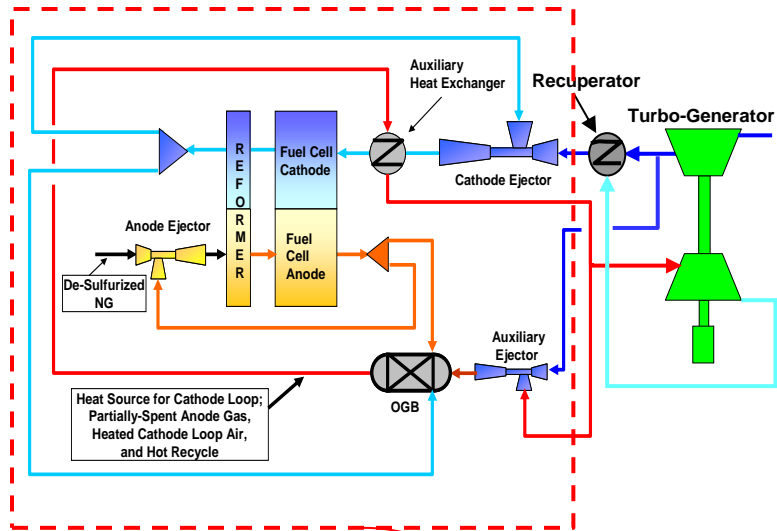 Auxiliary
Heat Exchanger
Recuperator
Turbo-Generator
REFORMER
Fuel Cell
Cathode
Cathode Ejector
Anode Ejector
Fuel
Cell
Anode
De-Sulfurized
NG
Auxiliary
Ejector
OGB
Heat Source for Cathode Loop;
Partially-Spent Anode Gas,
Heated Cathode Loop Air,
and Hot Recycle